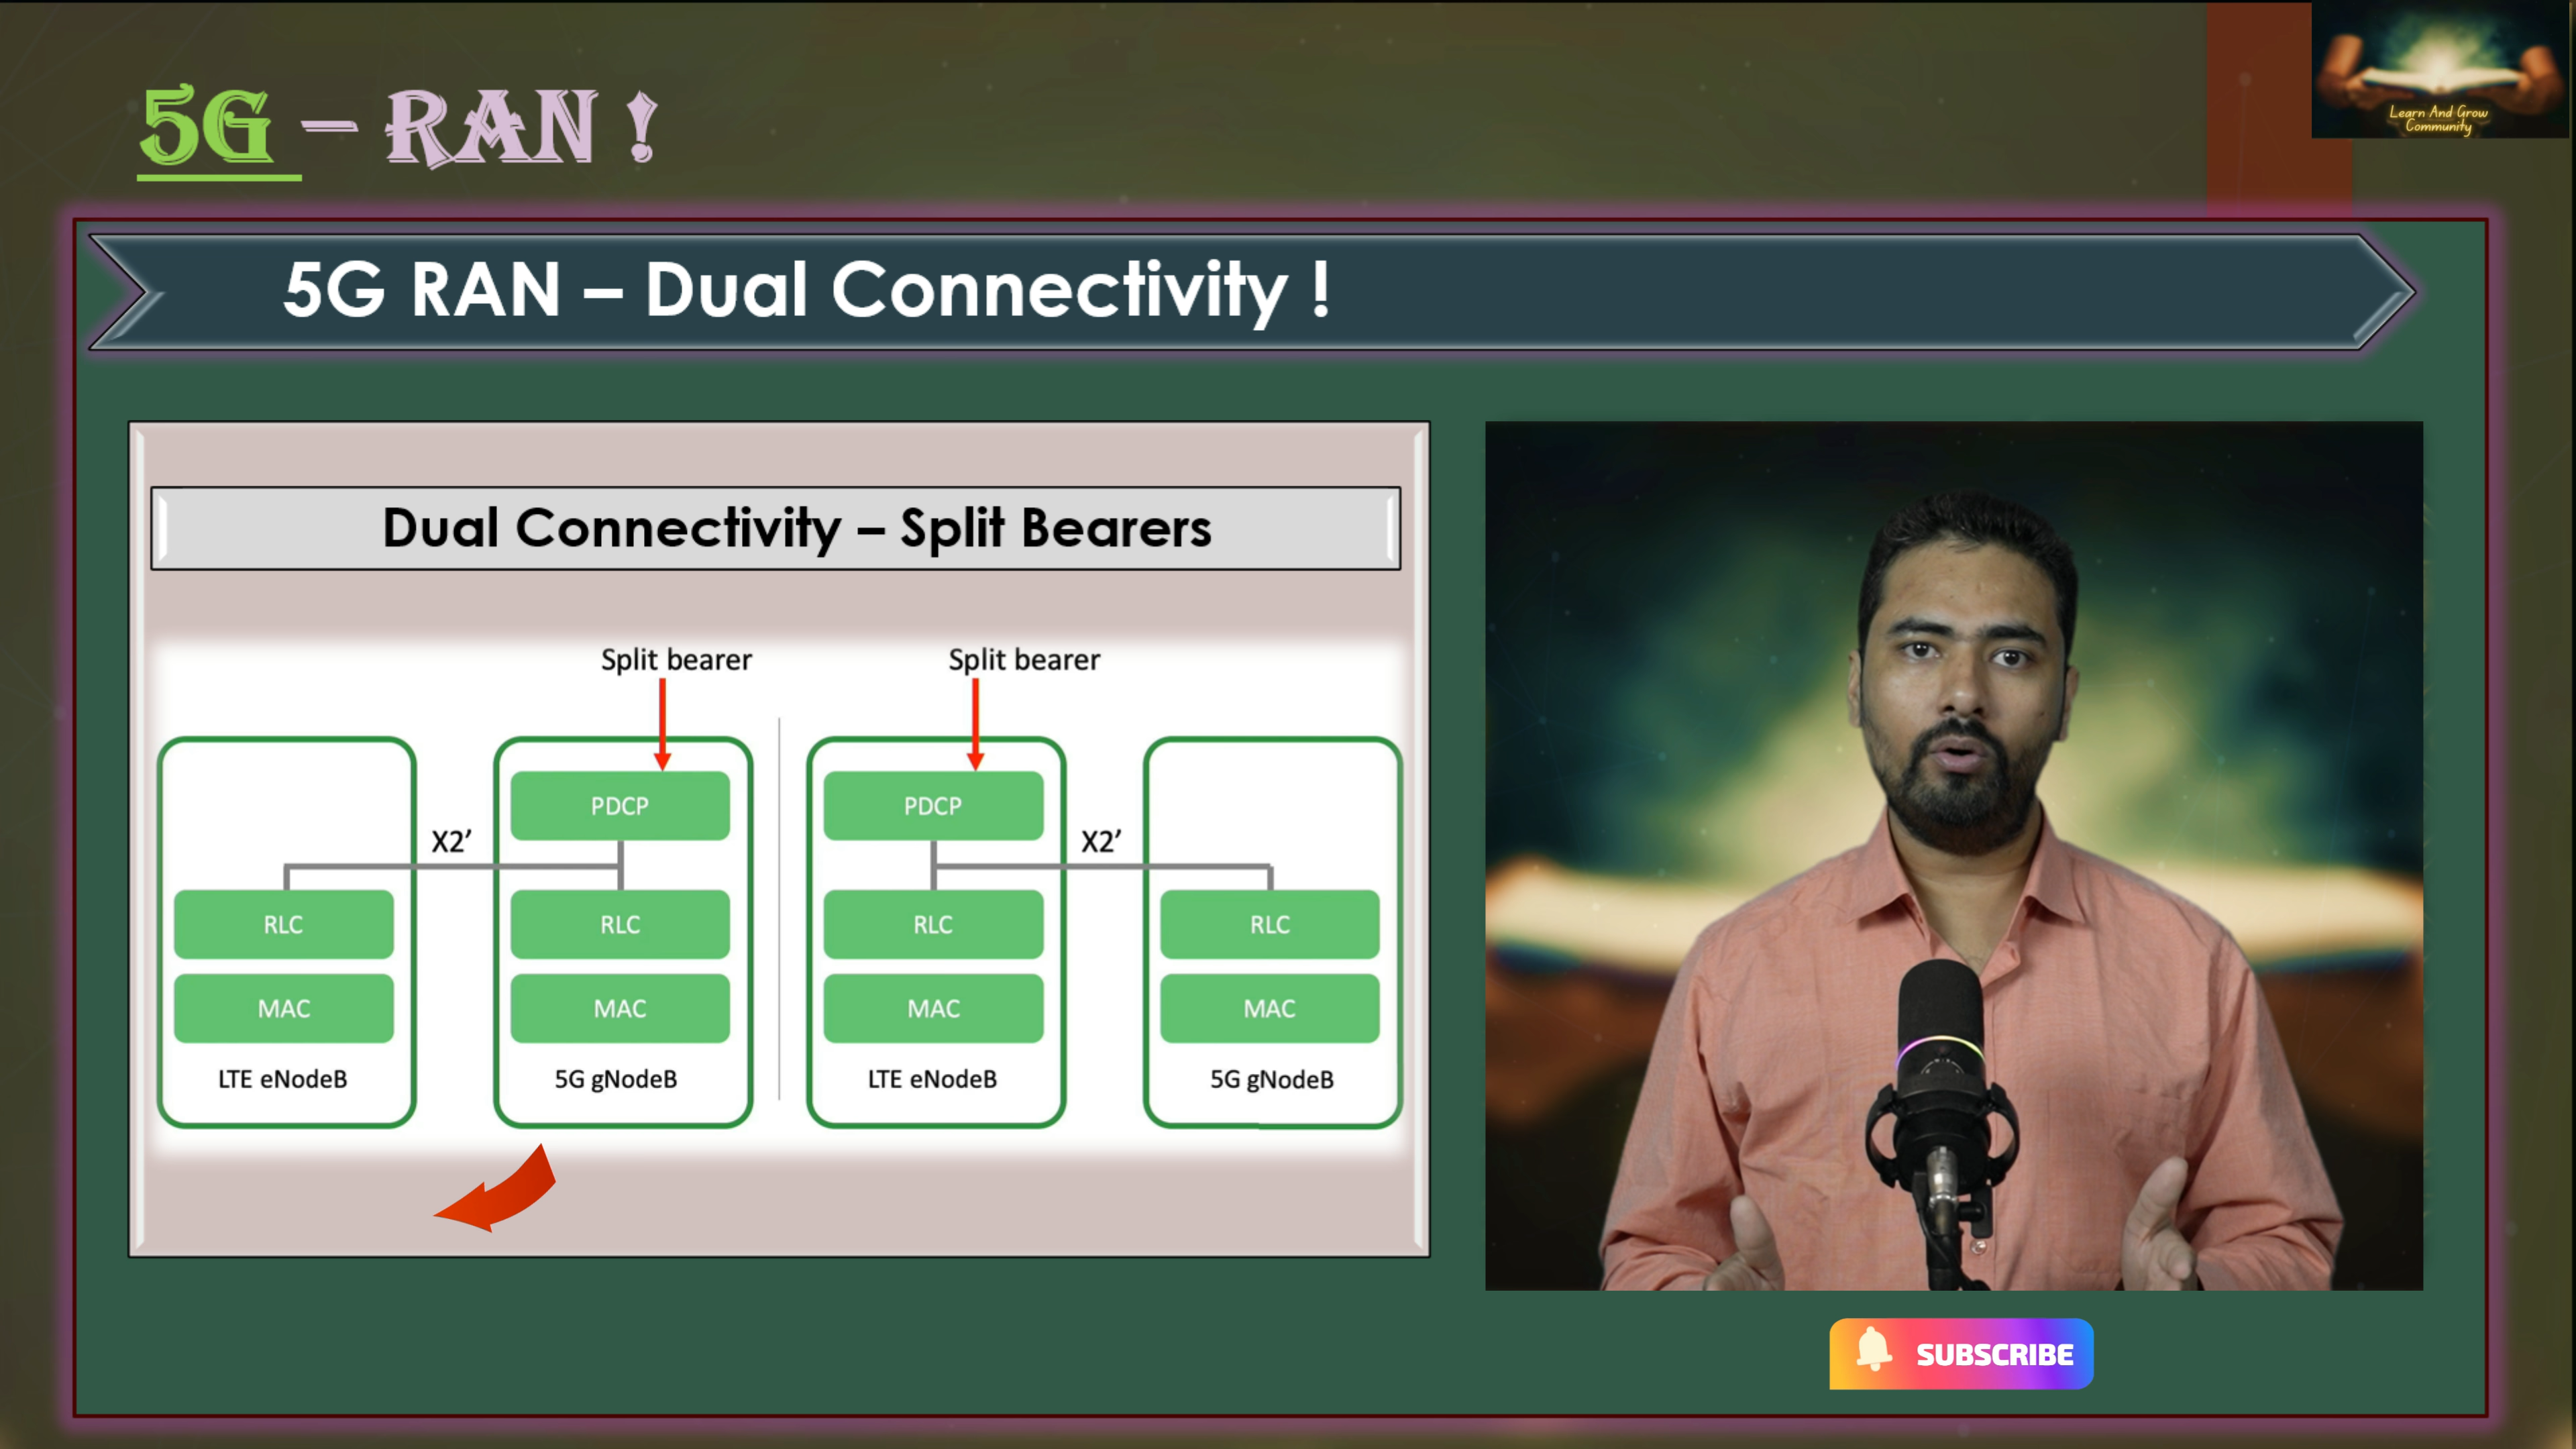 5G – RAN !
Learn And Grow
Community
5G RAN – Dual Connectivity !
Dual Connectivity – Split Bearers
Split bearer
Split bearer
PDCP
PDCP
X2’
X2’
RLC
RLC
RLC
RLC
MAC
MAC
MAC
MAC
LTE eNodeB
5G gNodeB
LTE eNodeB
5G gNodeB
SUBSCRIBE